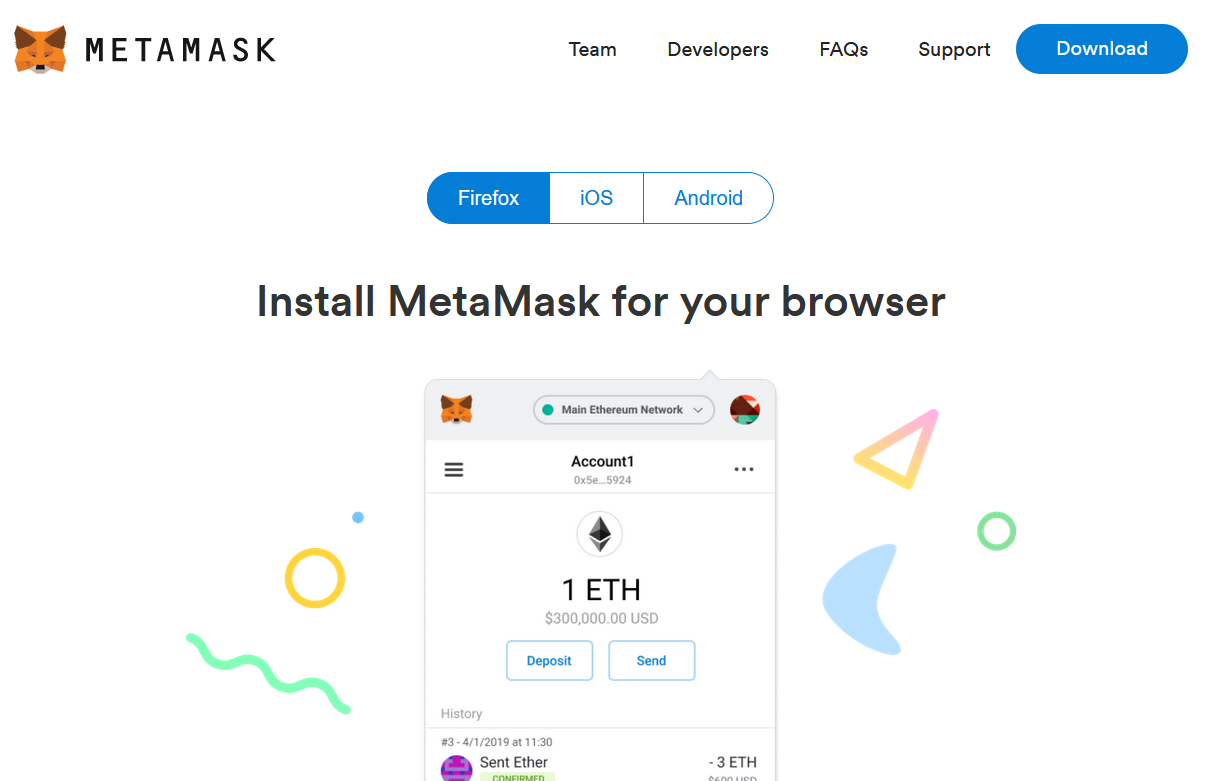 METAMASK
Team Developers FAQs Support Download
Firefox iOS Android
Install MetaMask for your browser
Main Ethereum Network
Account1
0x5e...5924
1 ETH
$300,000.00 USD
Deposit Send
History
#3 - 4/1/2019 at 11:30
Sent Ether - 3 ETH
CONFIRMED $600 USD